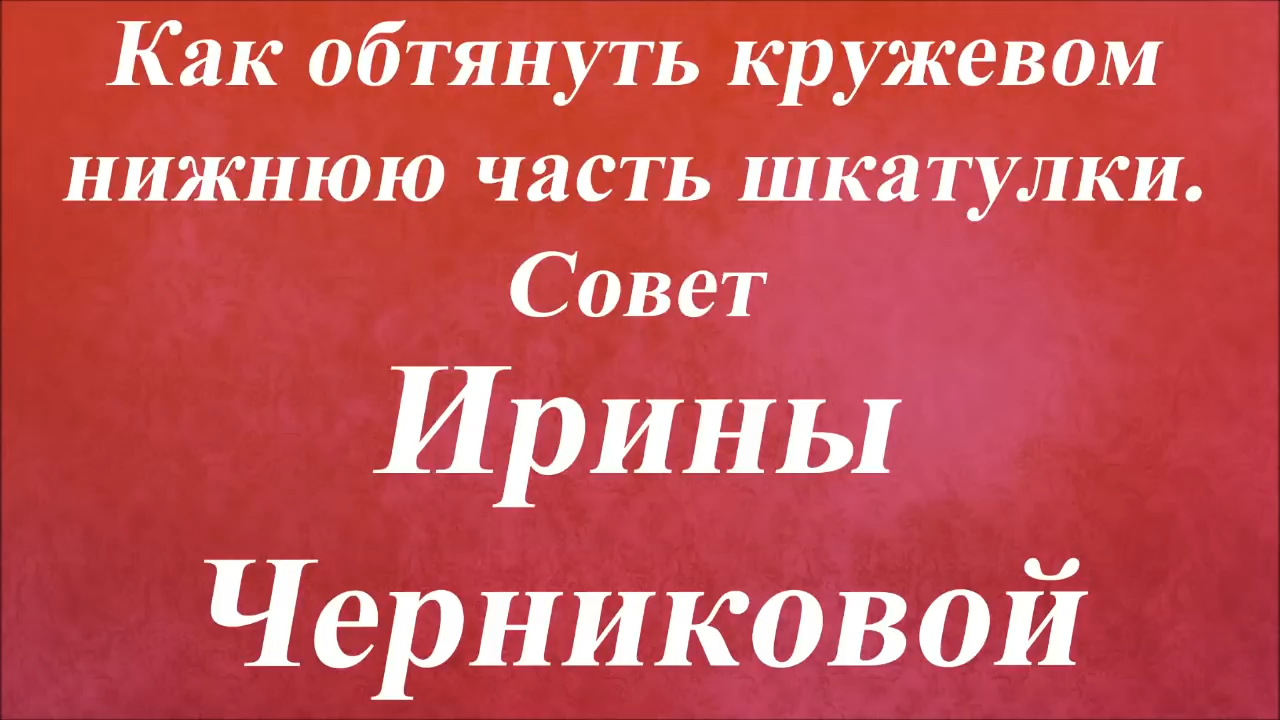 Как обтянуть кружевом
нижнюю часть шкатулки.
Совет
Ирины
Черниковой